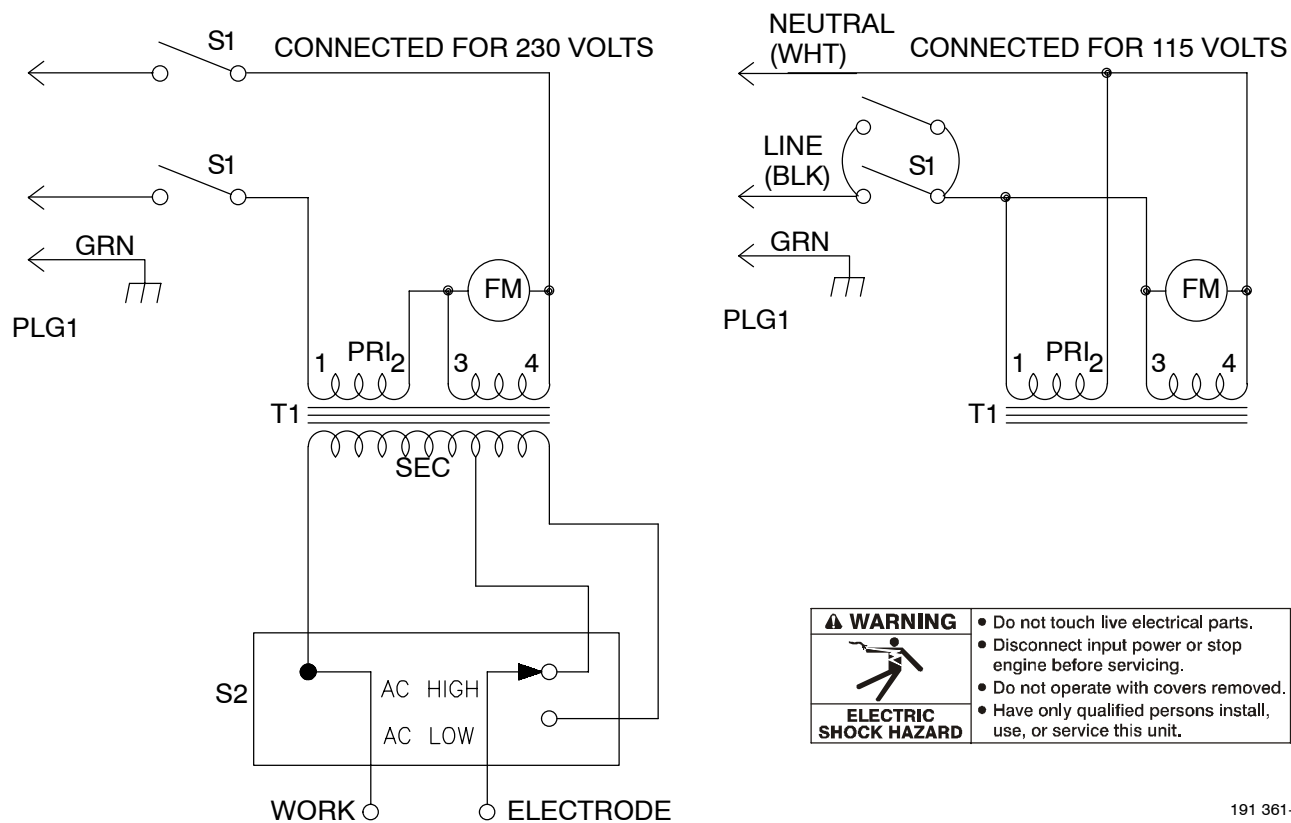 S1
CONNECTED FOR 230 VOLTS
S1
GRN
PLG1
FM
1 PRI 2 3 4
T1
SEC
S2
AC HIGH
AC LOW
WORK
ELECTRODE
NEUTRAL
(WHT)
CONNECTED FOR 115 VOLTS
LINE
(BLK)
S1
GRN
PLG1
FM
1 PRI 2 3 4
T1
WARNING
ELECTRIC
SHOCK HAZARD
• Do not touch live electrical parts.
• Disconnect input power or stop
engine before servicing.
• Do not operate with covers removed.
• Have only qualified persons install,
use, or service this unit.
191 361-